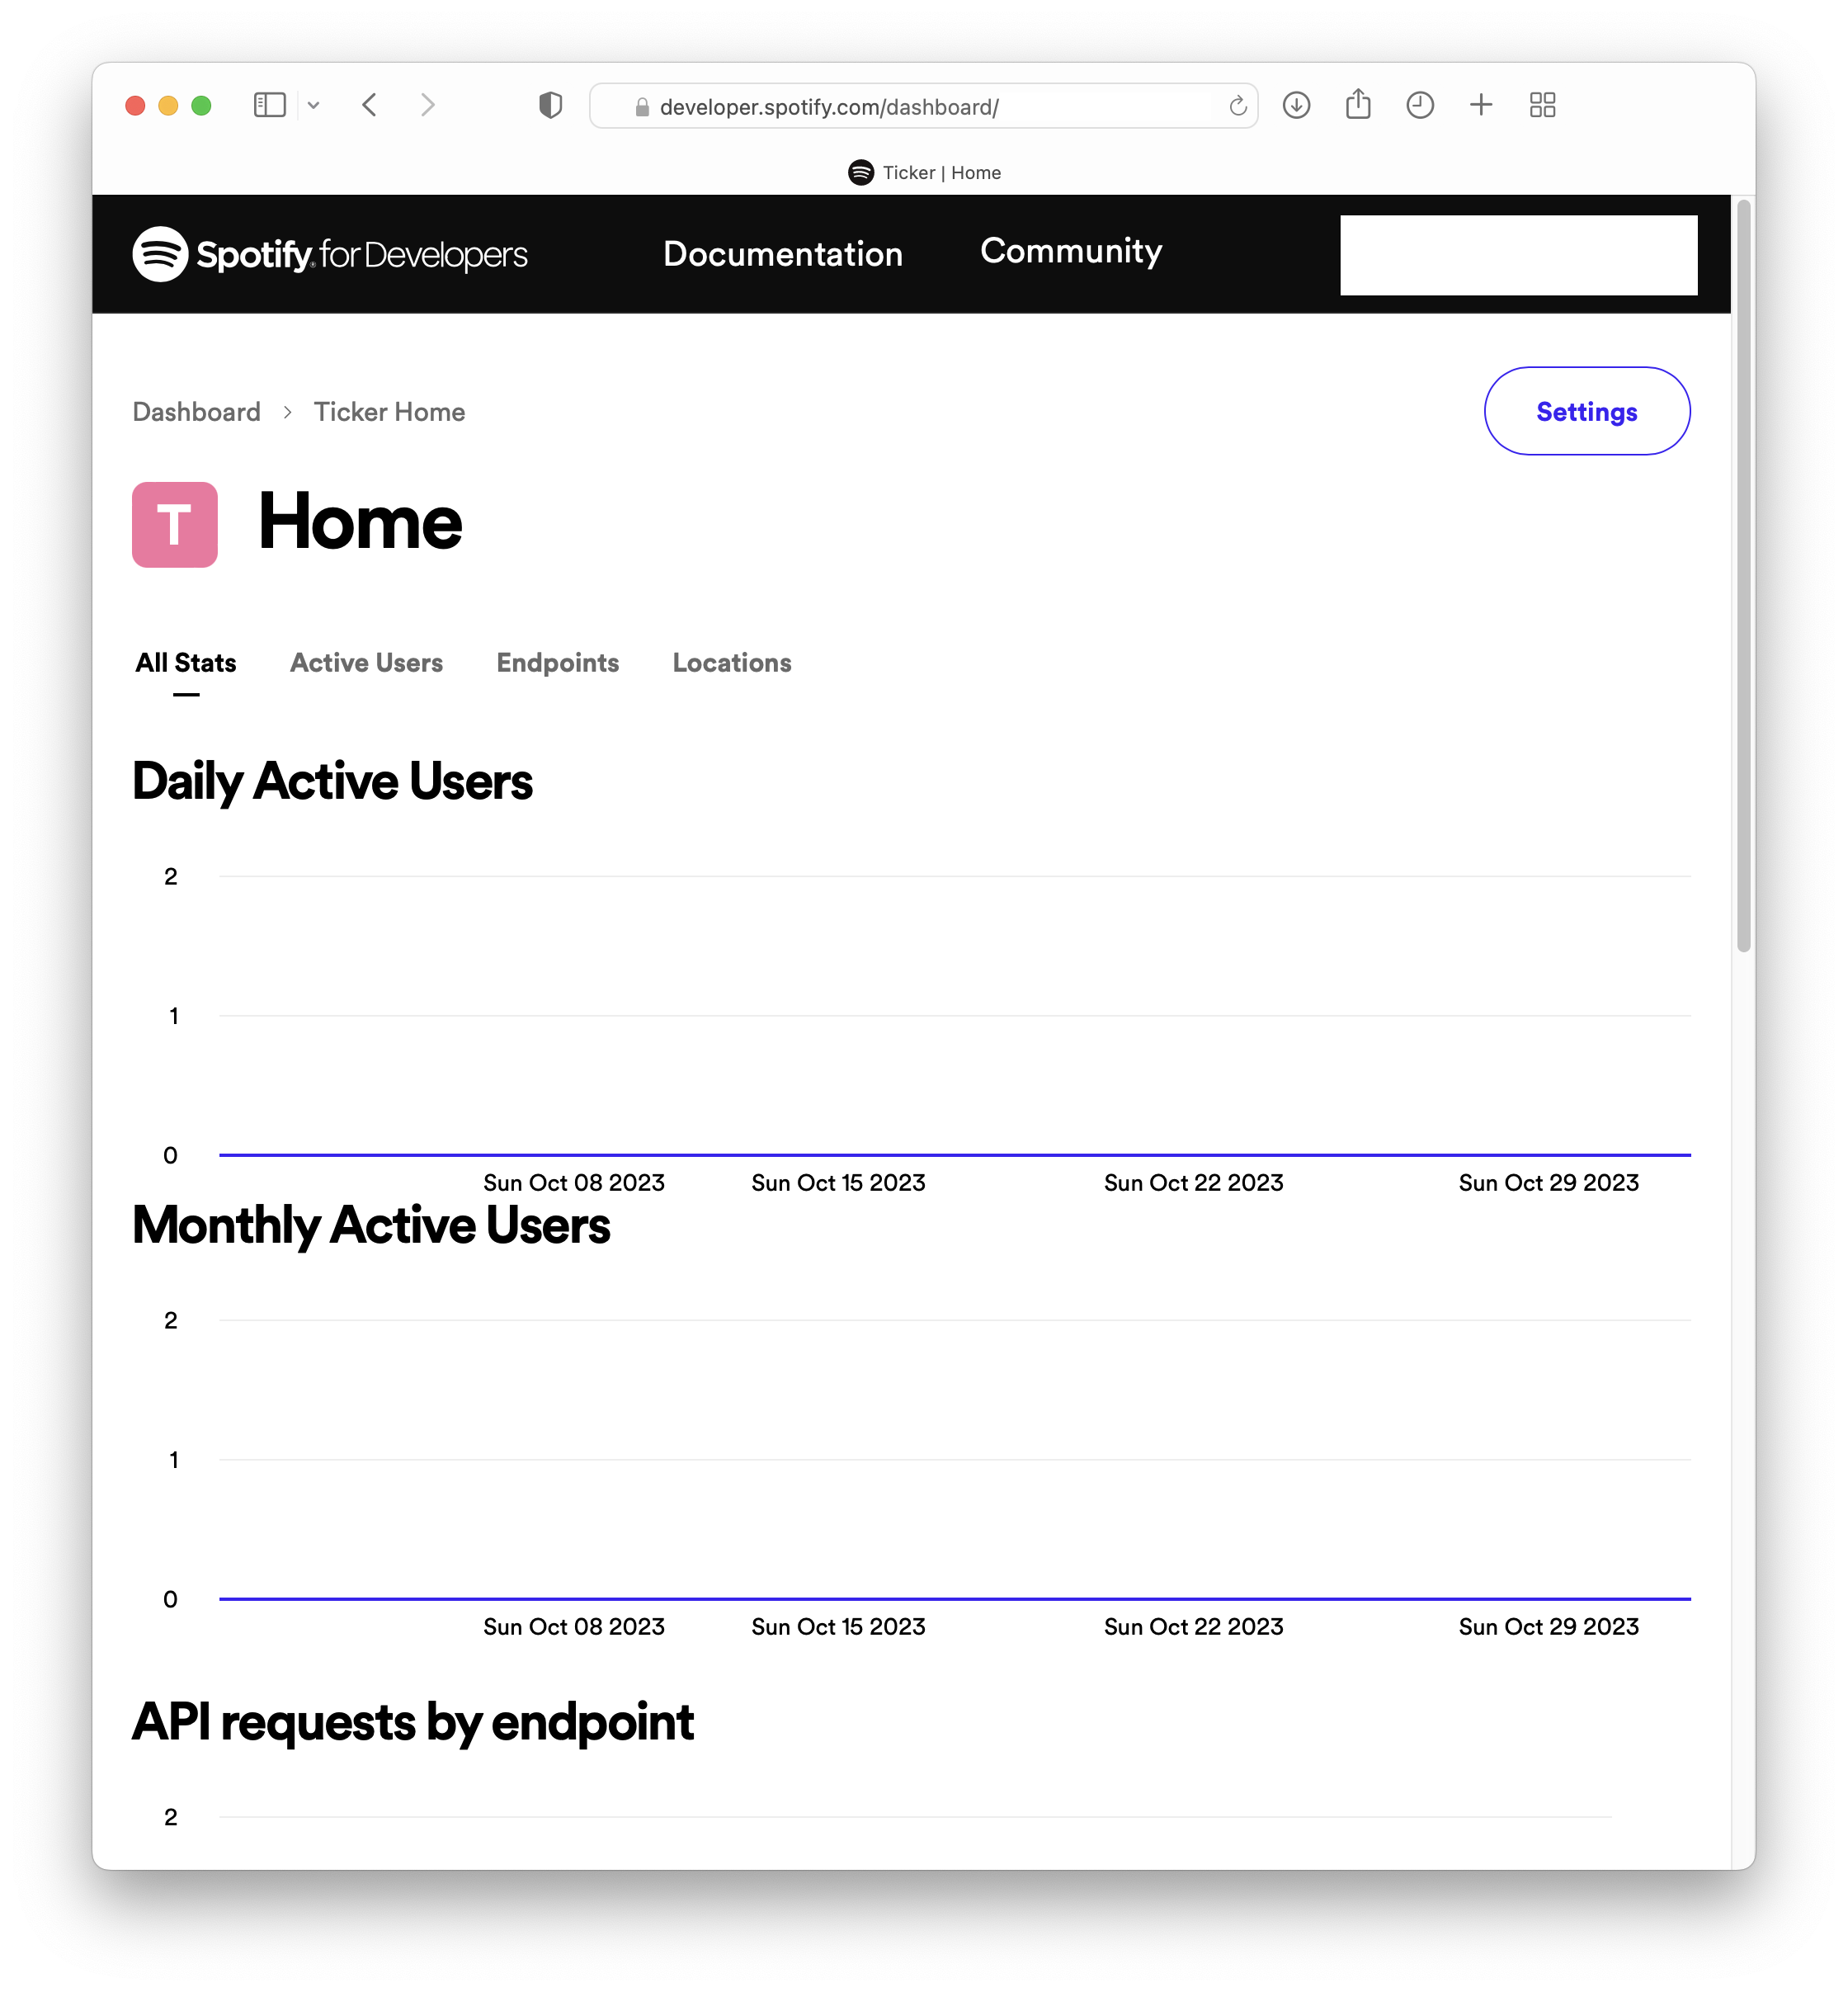 developer.spotify.com/dashboard/
Ticker | Home
Spotify for Developers
Documentation
Community
Dashboard > Ticker Home
Settings
T
Home
All Stats
Active Users
Endpoints
Locations
Daily Active Users
2
1
0
Sun Oct 08 2023
Sun Oct 15 2023
Sun Oct 22 2023
Sun Oct 29 2023
Monthly Active Users
2
1
0
Sun Oct 08 2023
Sun Oct 15 2023
Sun Oct 22 2023
Sun Oct 29 2023
API requests by endpoint
2